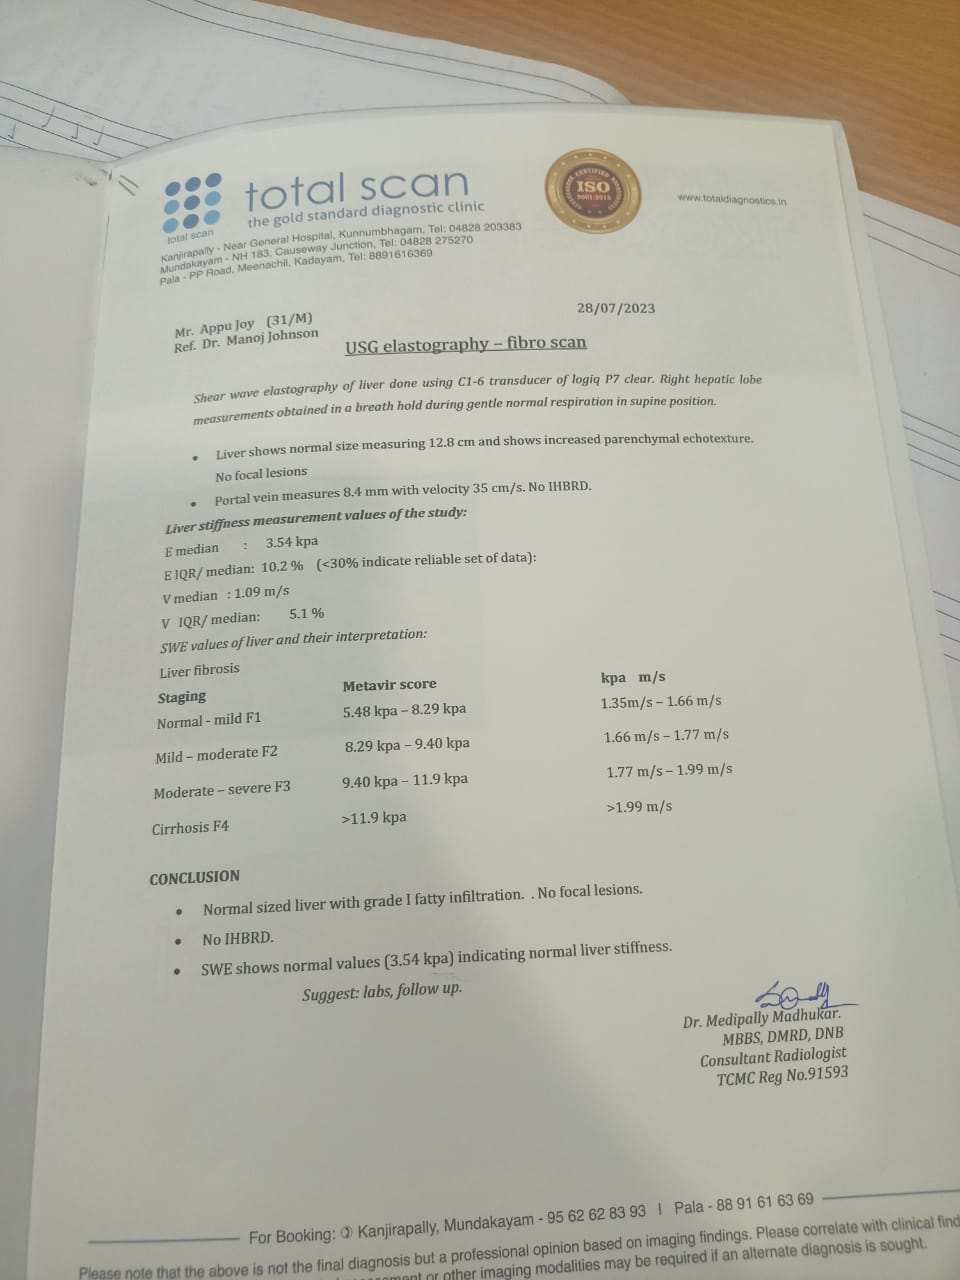 total scan
the gold standard diagnostic clinic
total scan
ISO
9001:2015
www.totaldiagnostics.in
Kanjirapally - Near General Hospital, Kunnumbhagam, Tel: 04828 203383
Mundakayam - NH 183, Causeway Junction, Tel: 04828 275270
Pala - PP Road, Meenachil, Kadayam, Tel: 8891616369
28/07/2023
Mr. Appu Joy (31/M)
Ref. Dr. Manoj Johnson
USG elastography – fibro scan
Shear wave elastography of liver done using C1-6 transducer of logiq P7 clear. Right hepatic lobe
measurements obtained in a breath hold during gentle normal respiration in supine position.
• Liver shows normal size measuring 12.8 cm and shows increased parenchymal echotexture.
No focal lesions
• Portal vein measures 8.4 mm with velocity 35 cm/s. No IHBRD.
Liver stiffness measurement values of the study:
E median : 3.54 kpa
E IQR/ median: 10.2 % (<30% indicate reliable set of data):
V median : 1.09 m/s
V IQR/ median: 5.1 %
SWE values of liver and their interpretation:
Liver fibrosis
Staging Metavir score kpa m/s
Normal - mild F1 5.48 kpa – 8.29 kpa 1.35m/s – 1.66 m/s
Mild – moderate F2 8.29 kpa – 9.40 kpa 1.66 m/s – 1.77 m/s
Moderate – severe F3 9.40 kpa – 11.9 kpa 1.77 m/s – 1.99 m/s
Cirrhosis F4 >11.9 kpa >1.99 m/s
CONCLUSION
• Normal sized liver with grade I fatty infiltration. . No focal lesions.
• No IHBRD.
• SWE shows normal values (3.54 kpa) indicating normal liver stiffness.
Suggest: labs, follow up.
Dr. Medipally Madhukar.
MBBS, DMRD, DNB
Consultant Radiologist
TCMC Reg No.91593
For Booking: ✆ Kanjirapally, Mundakayam - 95 62 62 83 93 | Pala - 88 91 61 63 69
Please note that the above is not the final diagnosis but a professional opinion based on imaging findings. Please correlate with clinical
or other imaging modalities may be required if an alternate diagnosis is sought.